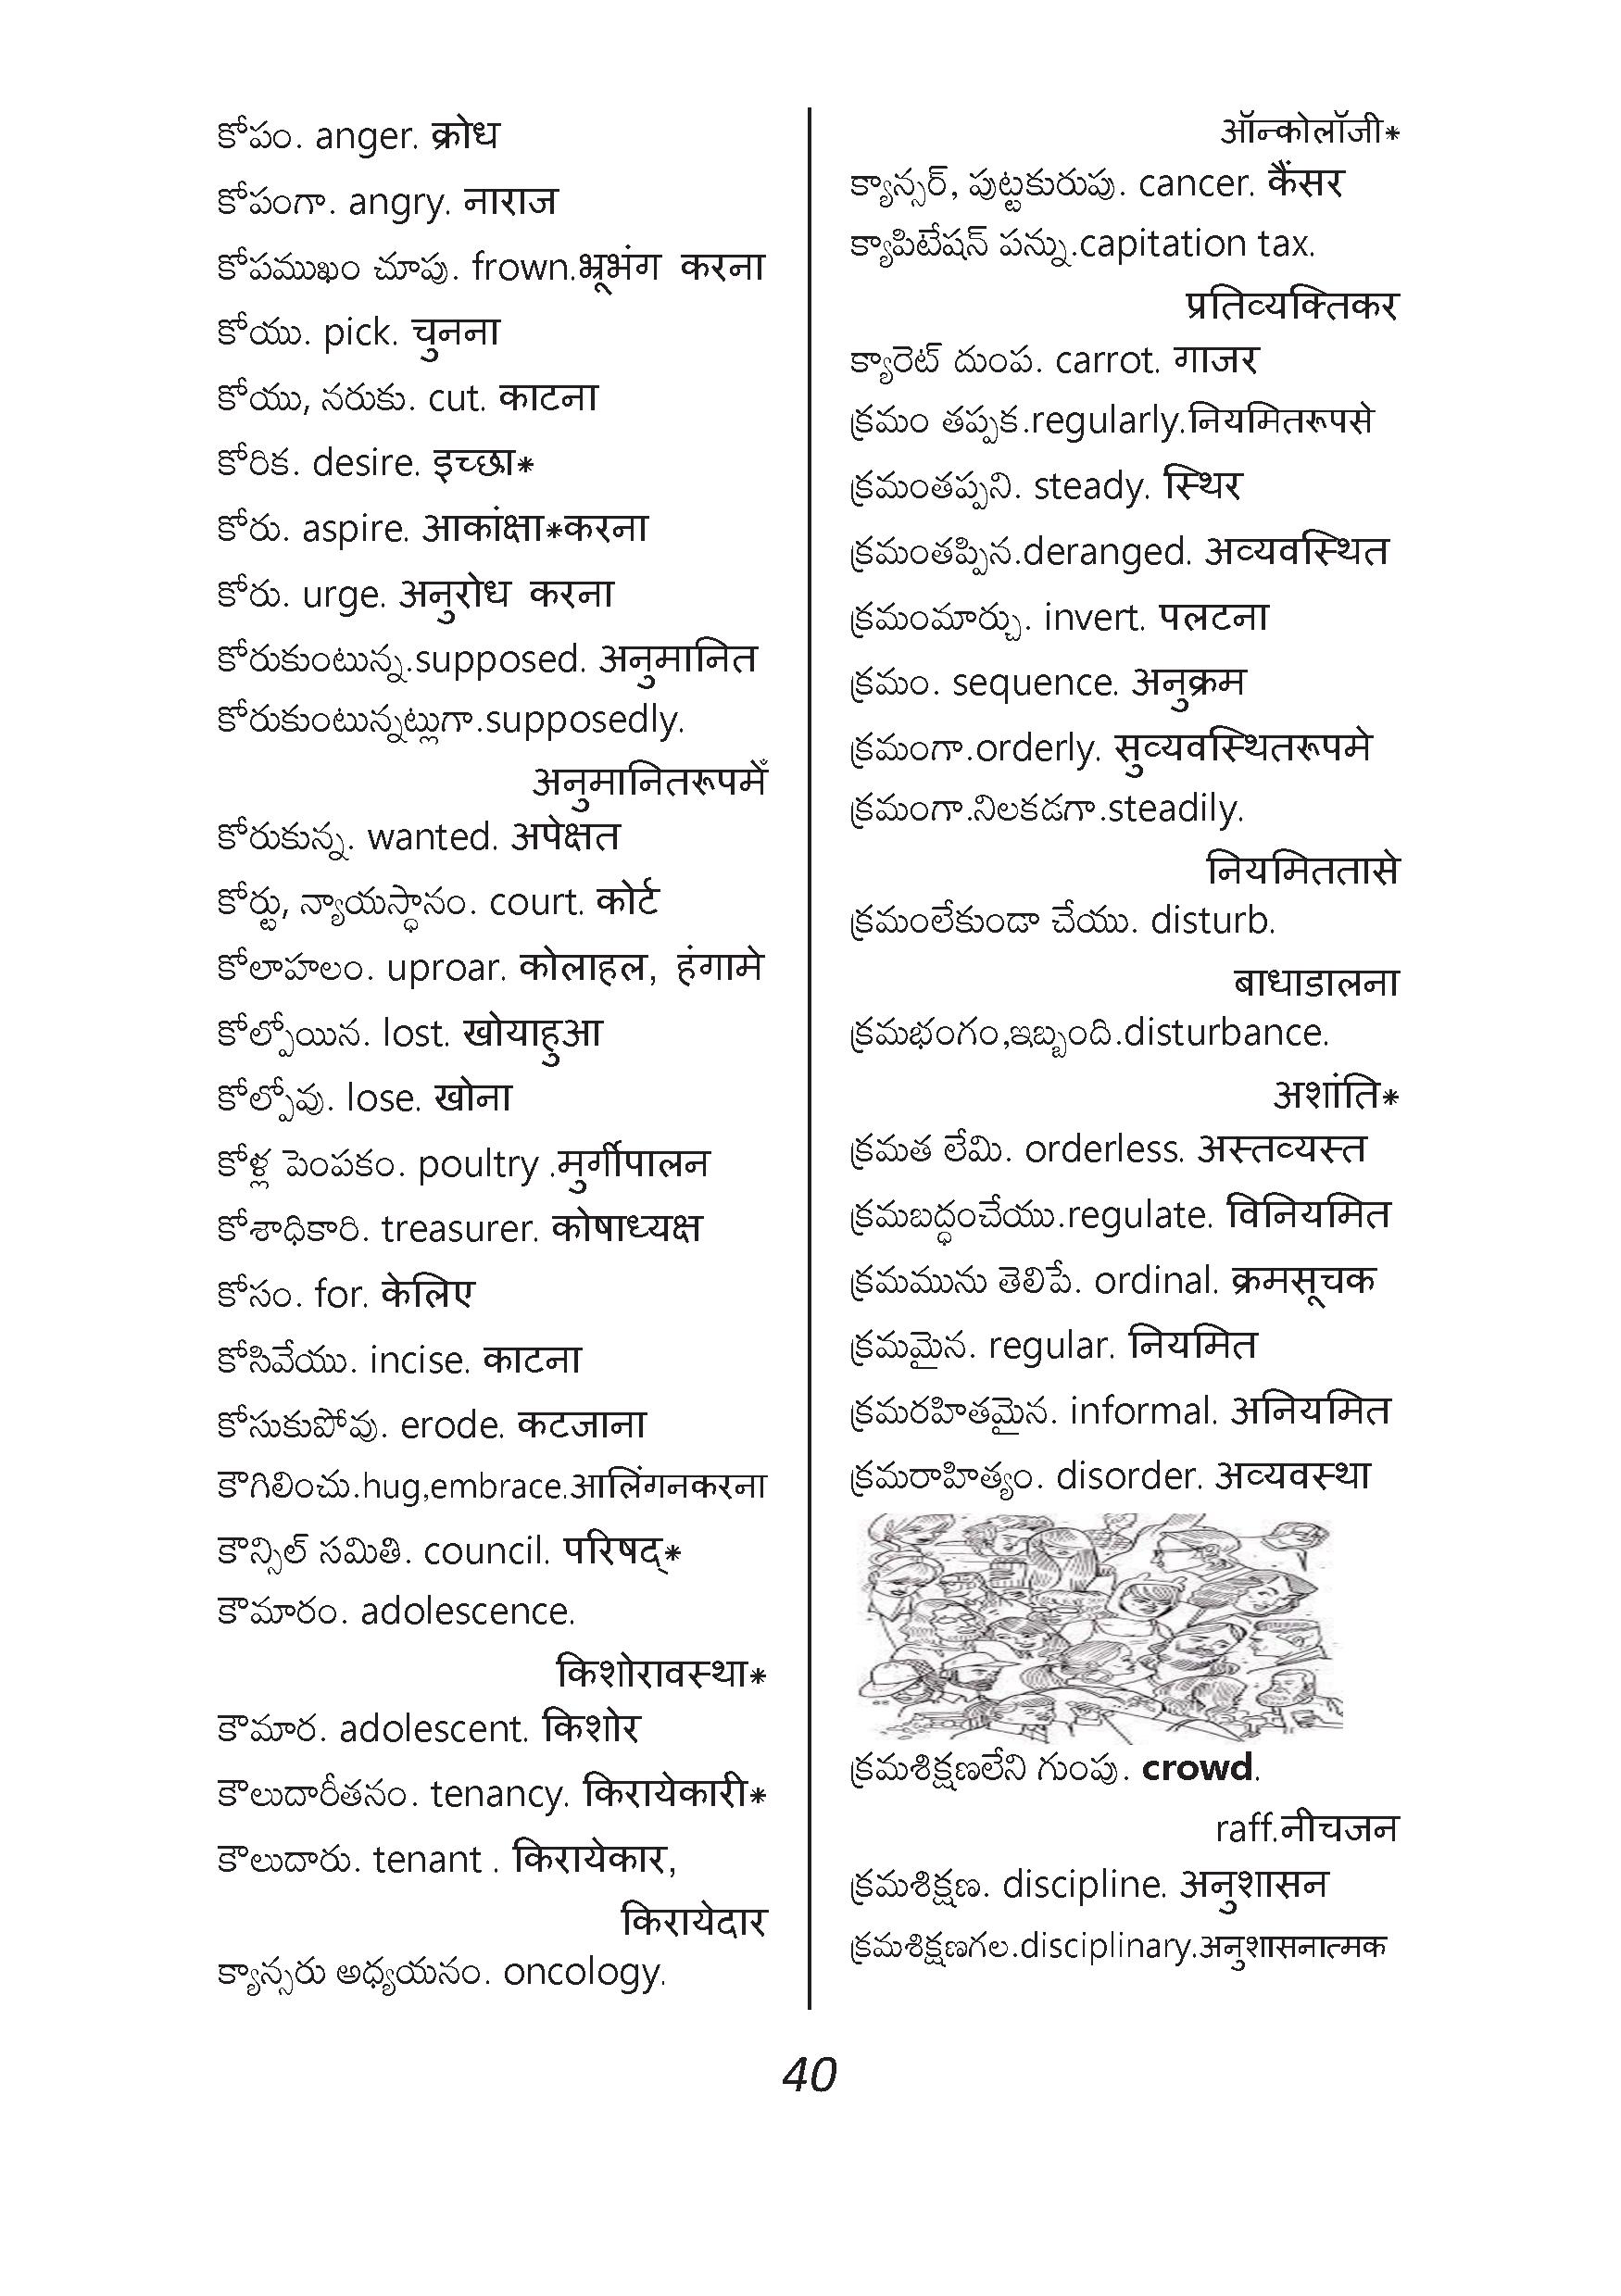 కోపం. anger. क्रोध
కోపంగా. angry. नाराज
కోపముఖం చూపు. frown.भ्रूभंग करना
కోయు. pick. चुनना
కోయు, నరుకు. cut. काटना
కోరిక. desire. इच्छा*
కోరు. aspire. आकांक्षा*करना
కోరు. urge. अनुरोध करना
కోరుకుంటున్న.supposed. अनुमानित
కోరుకుంటున్నట్లుగా.supposedly.
अनुमानितरूपमेँ
కోరుకున్న. wanted. अपेक्षत
కోర్టు, న్యాయస్థానం. court. कोर्ट
కోలాహలం. uproar. कोलाहल, हंगामे
కోల్పోయిన. lost. खोयाहुआ
కోల్పోవు. lose. खोना
కోళ్ల పెంపకం. poultry .मुर्गीपालन
కోశాధికారి. treasurer. कोषाध्यक्ष
కోసం. for. केलिए
కోసివేయు. incise. काटना
కోసుకుపోవు. erode. कटजाना
కౌగిలించు.hug,embrace.आलिंगनकरना
కౌన్సిల్ సమితి. council. परिषद्*
కౌమారం. adolescence.
किशोरावस्था*
కౌమార. adolescent. किशोर
కౌలుదారీతనం. tenancy. किरायेकारी*
కౌలుదారు. tenant . किरायेकार,
किरायेदार
క్యాన్సరు అధ్యయనం. oncology.
ऑन्कोलॉजी*
క్యాన్సర్, పుట్టకురుపు. cancer. कैंसर
క్యాపిటేషన్ పన్ను.capitation tax.
प्रतिव्यक्तिकर
క్యారెట్ దుంప. carrot. गाजर
క్రమం తప్పక.regularly.नियमितरूपसे
క్రమంతప్పని. steady. स्थिर
క్రమంతప్పిన.deranged. अव्यवस्थित
క్రమంమార్చు. invert. पलटना
క్రమం. sequence. अनुक्रम
క్రమంగా.orderly. सुव्यवस्थितरूपमे
క్రమంగా.నిలకడగా.steadily.
नियमिततासे
క్రమంలేకుండా చేయు. disturb.
बाधाडालना
క్రమభంగం,ఇబ్బంది.disturbance.
अशांति*
క్రమత లేమి. orderless. अस्तव्यस्त
క్రమబద్ధంచేయు.regulate. विनियमित
క్రమమును తెలిపే. ordinal. क्रमसूचक
క్రమమైన. regular. नियमित
క్రమరహితమైన. informal. अनियमित
క్రమరాహిత్యం. disorder. अव्यवस्था
క్రమశిక్షణలేని గుంపు. crowd.
raff.नीचजन
క్రమశిక్షణ. discipline. अनुशासन
క్రమశిక్షణగల.disciplinary.अनुशासनात्मक
40